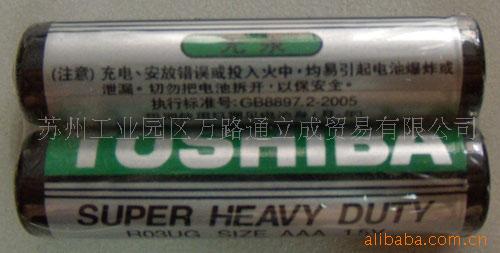 无汞
(注意) 充电、安放错误或投入火中，均易引起电池爆炸或
泄漏。切勿把电池拆开，以保安全。
执行标准号:GB8897.2-2005
苏州工业园区万路通立成贸易有限公司
TOSHIBA
SUPER HEAVY DUTY
R03UG SIZE AAA 1.5V
alibaba.com.cn